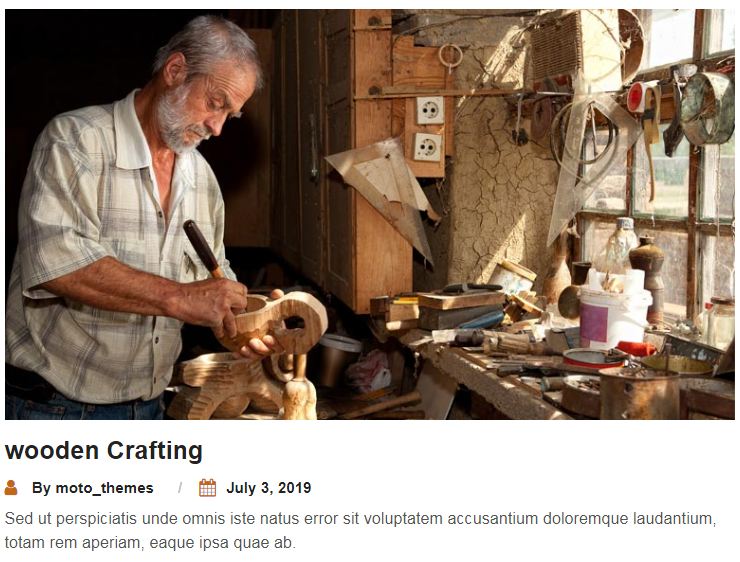 wooden Crafting
By moto_themes / July 3, 2019
Sed ut perspiciatis unde omnis iste natus error sit voluptatem accusantium doloremque laudantium,
totam rem aperiam, eaque ipsa quae ab.